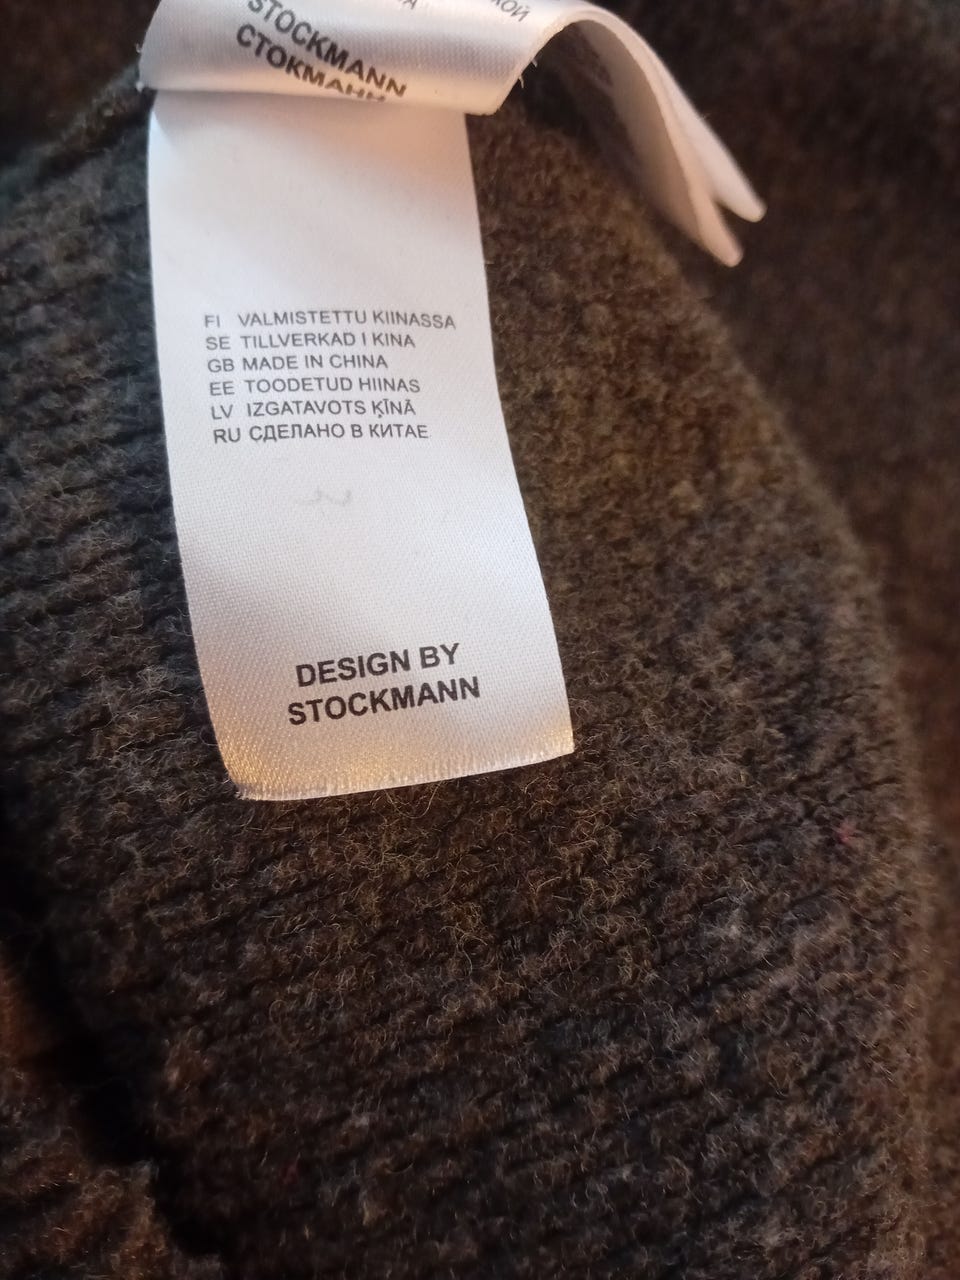 КОЙ
STOCKMANN
СТОКМАНН
FI VALMISTETTU KIINASSA
SE TILLVERKAD I KINA
GB MADE IN CHINA
EE TOODETUD HIINAS
LV IZGATAVOTS ĶĪNĀ
RU СДЕЛАНО В КИТАЕ
DESIGN BY
STOCKMANN